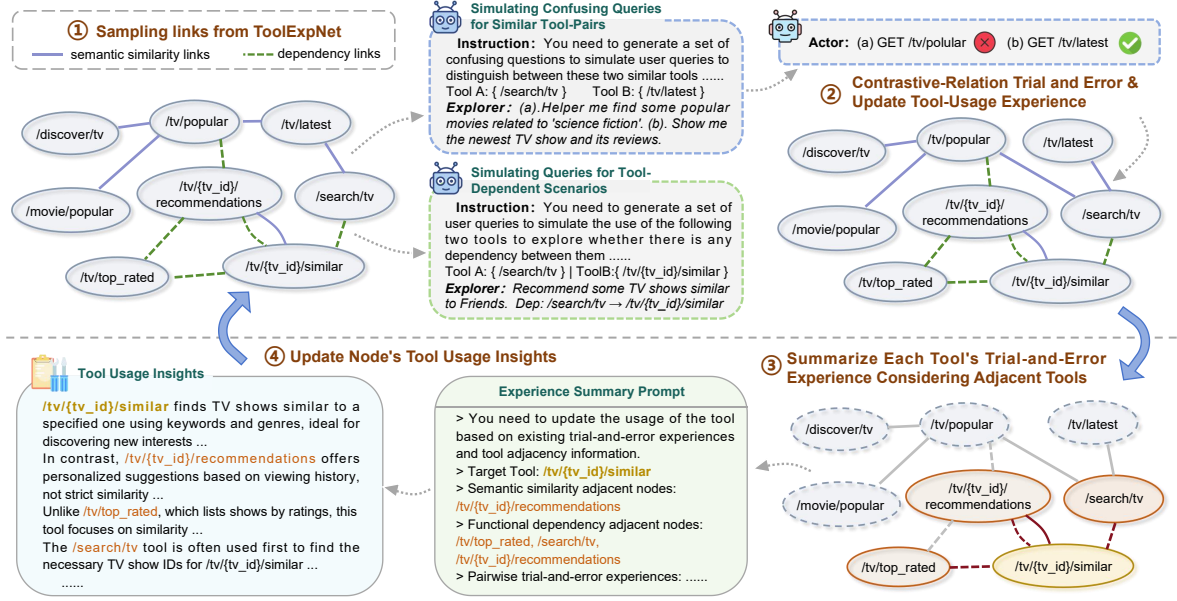 ① Sampling links from ToolExpNet
semantic similarity links
dependency links
/discover/tv
/tv/popular
/tv/latest
/movie/popular
/tv/{tv_id}/
recommendations
/search/tv
/tv/top_rated
/tv/{tv_id}/similar
Simulating Confusing Queries
for Similar Tool-Pairs
Instruction: You need to generate a set of
confusing questions to simulate user queries to
distinguish between these two similar tools ......
Tool A: { /search/tv } Tool B: { /tv/latest }
Explorer: (a).Helper me find some popular
movies related to 'science fiction'. (b). Show me
the newest TV show and its reviews.
Simulating Queries for Tool-
Dependent Scenarios
Instruction: You need to generate a set of
user queries to simulate the use of the following
two tools to explore whether there is any
dependency between them ......
Tool A: { /search/tv } | ToolB:{ /tv/{tv_id}/similar }
Explorer: Recommend some TV shows similar
to Friends. Dep: /search/tv → /tv/{tv_id}/similar
Actor: (a) GET /tv/polular (b) GET /tv/latest
② Contrastive-Relation Trial and Error &
Update Tool-Usage Experience
/discover/tv
/tv/popular
/tv/latest
/movie/popular
/tv/{tv_id}/
recommendations
/search/tv
/tv/top_rated
/tv/{tv_id}/similar
③ Summarize Each Tool's Trial-and-Error
Experience Considering Adjacent Tools
/discover/tv
/tv/popular
/tv/latest
/movie/popular
/tv/{tv_id}/
recommendations
/search/tv
/tv/top_rated
/tv/{tv_id}/similar
④ Update Node's Tool Usage Insights
Experience Summary Prompt
> You need to update the usage of the tool
based on existing trial-and-error experiences
and tool adjacency information.
> Target Tool: /tv/{tv_id}/similar
> Semantic similarity adjacent nodes:
/tv/{tv_id}/recommendations
> Functional dependency adjacent nodes:
/tv/top_rated, /search/tv,
/tv/{tv_id}/recommendations
> Pairwise trial-and-error experiences: ......
Tool Usage Insights
/tv/{tv_id}/similar finds TV shows similar to a
specified one using keywords and genres, ideal for
discovering new interests ...
In contrast, /tv/{tv_id}/recommendations offers
personalized suggestions based on viewing history,
not strict similarity ...
Unlike /tv/top_rated, which lists shows by ratings, this
tool focuses on similarity ...
The /search/tv tool is often used first to find the
necessary TV show IDs for /tv/{tv_id}/similar ...
......